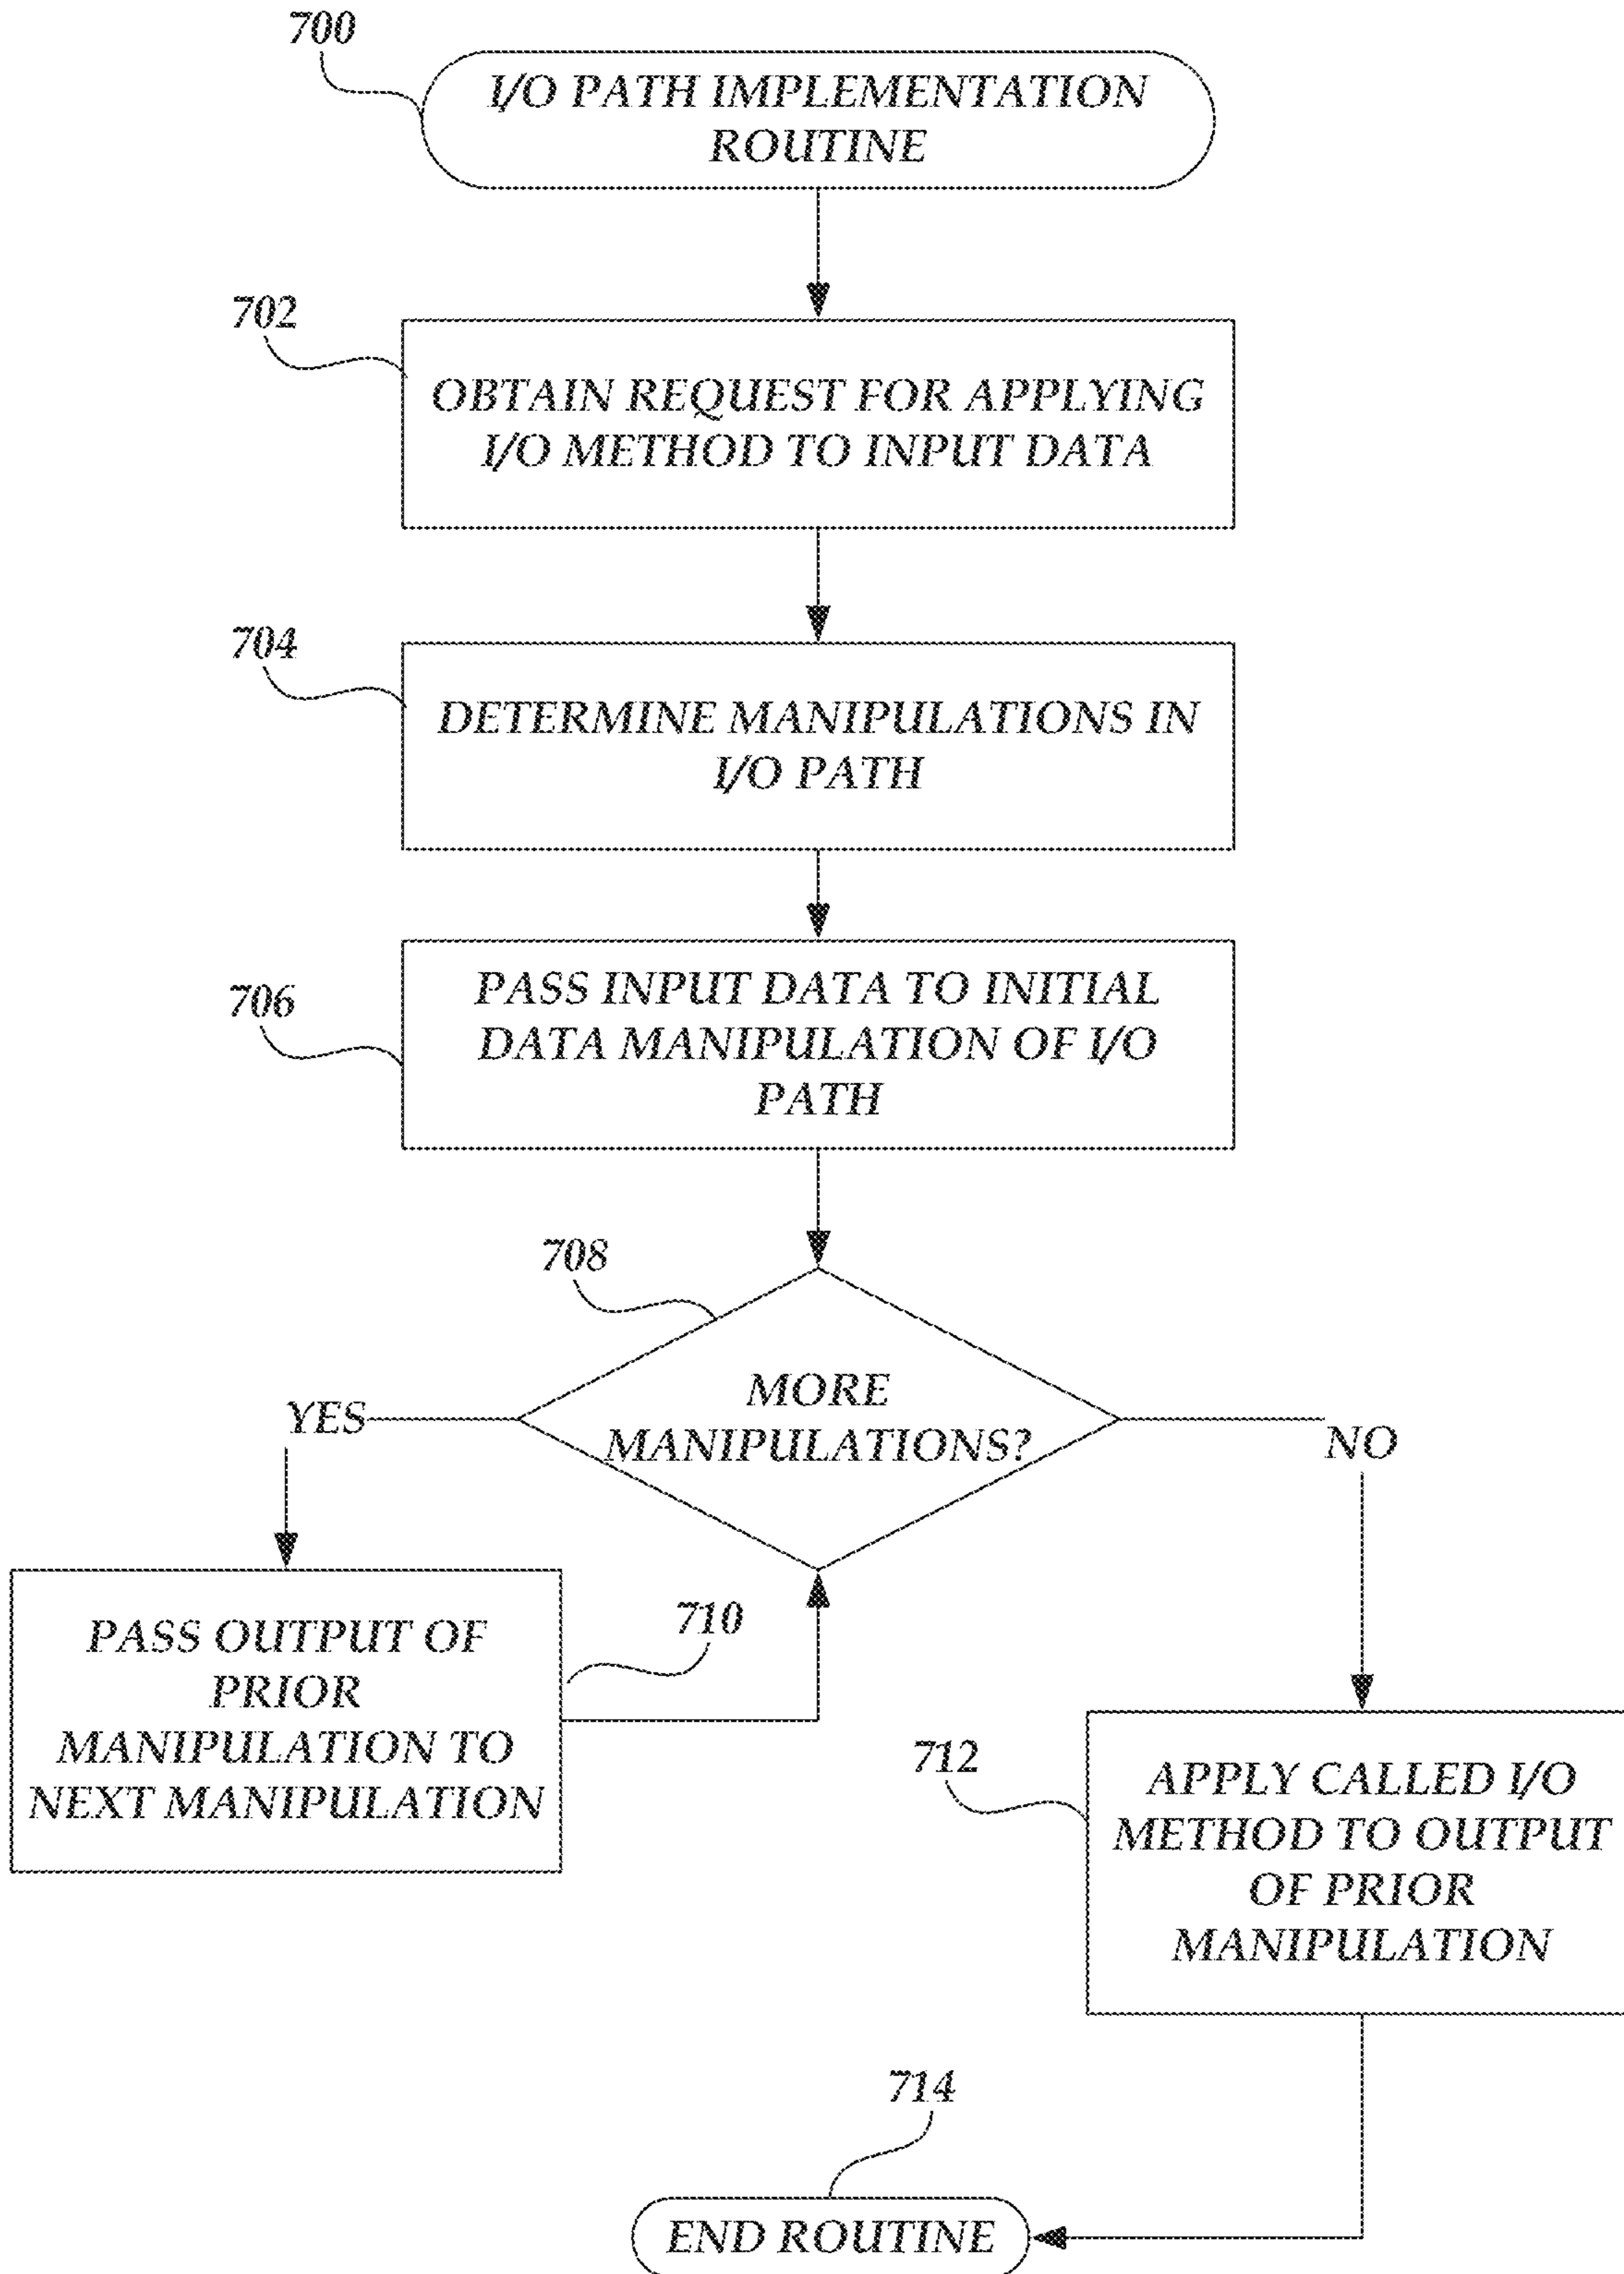 700
I/O PATH IMPLEMENTATION
ROUTINE
702
OBTAIN REQUEST FOR APPLYING
I/O METHOD TO INPUT DATA
704
DETERMINE MANIPULATIONS IN
I/O PATH
706
PASS INPUT DATA TO INITIAL
DATA MANIPULATION OF I/O
PATH
708
MORE
MANIPULATIONS?
YES
NO
710
PASS OUTPUT OF
PRIOR
MANIPULATION TO
NEXT MANIPULATION
712
APPLY CALLED I/O
METHOD TO OUTPUT
OF PRIOR
MANIPULATION
714
END ROUTINE